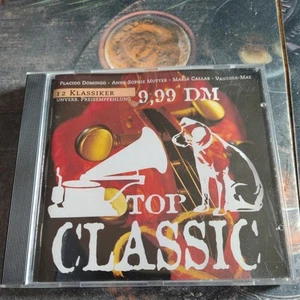 Placido Domingo · Anne-Sophie Mutter · Maria Callas · Vanessa-Mae
12 Klassiker
unverb. Preisempfehlung 9,99 DM
TOP
CLASSIC